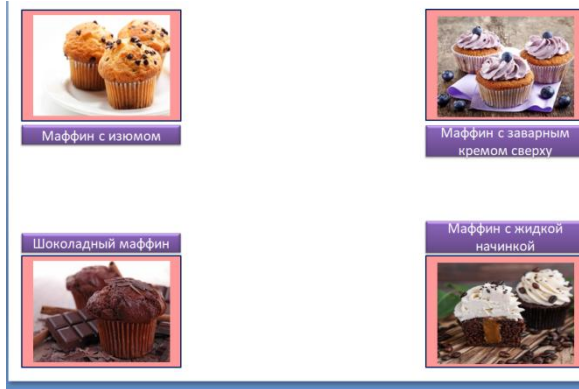 Маффин с изюмом
Маффин с заварным
кремом сверху
Шоколадный маффин
Маффин с жидкой
начинкой